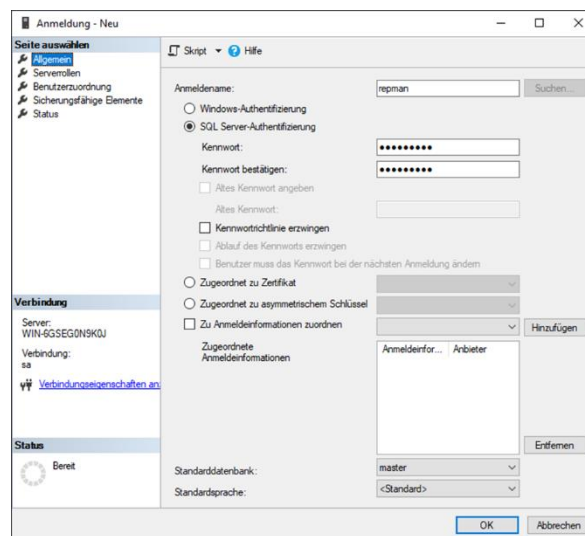 Anmeldung - Neu
Seite auswählen
Allgemein
Serverrollen
Benutzerzuordnung
Sicherungsfähige Elemente
Status
Skript
Hilfe
Anmeldename:
repman
Suchen...
Windows-Authentifizierung
SQL Server-Authentifizierung
Kennwort:
●●●●●●●●●
Kennwort bestätigen:
●●●●●●●●●
Altes Kennwort angeben
Altes Kennwort:
Kennwortrichtlinie erzwingen
Ablauf des Kennworts erzwingen
Benutzer muss das Kennwort bei der nächsten Anmeldung ändern
Zugeordnet zu Zertifikat
Zugeordnet zu asymmetrischem Schlüssel
Zu Anmeldeinformationen zuordnen
Hinzufügen
Zugeordnete
Anmeldeinformationen
Anmeldeinfor... Anbieter
Entfernen
Standarddatenbank:
master
Standardsprache:
<Standard>
Verbindung
Server:
WIN-6GSEG0N9K0J
Verbindung:
sa
Verbindungseigenschaften an
Status
Bereit
OK
Abbrechen